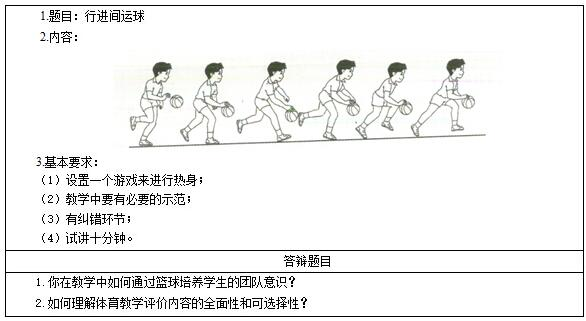 1.题目：行进间运球
2.内容：
3.基本要求：
（1）设置一个游戏来进行热身；
（2）教学中要有必要的示范；
（3）有纠错环节；
（4）试讲十分钟。
答辩题目
1. 你在教学中如何通过篮球培养学生的团队意识？
2. 如何理解体育教学评价内容的全面性和可选择性？